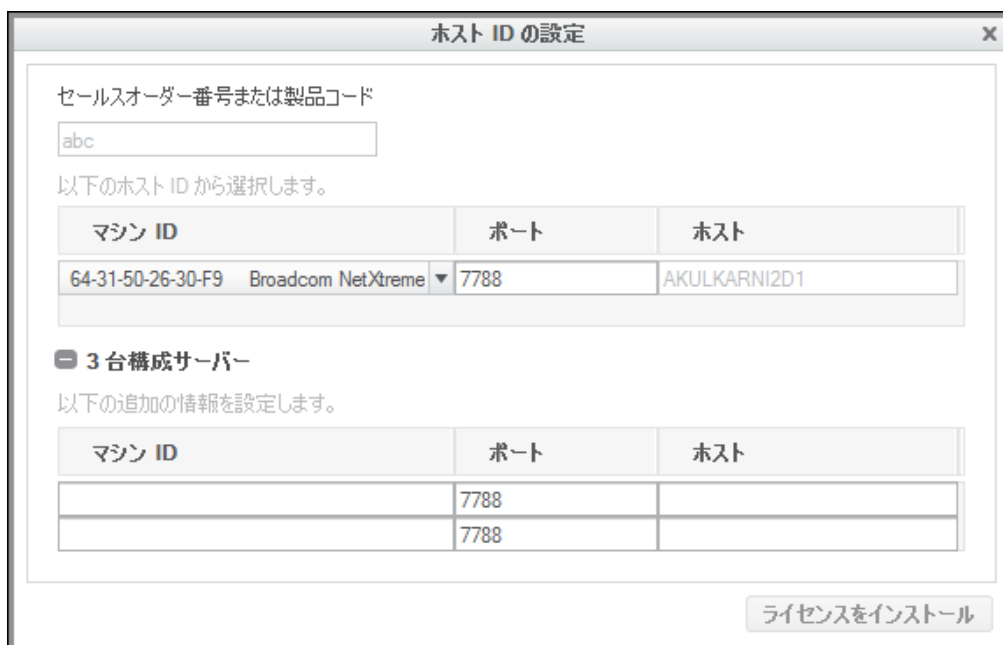 ホスト ID の設定
x
セールスオーダー番号または製品コード
abc
以下のホスト ID から選択します。
マシン ID ポート ホスト
64-31-50-26-30-F9 Broadcom NetXtreme 7788 AKULKARNI2D1
3 台構成サーバー
以下の追加の情報を設定します。
マシン ID ポート ホスト
7788
7788
ライセンスをインストール